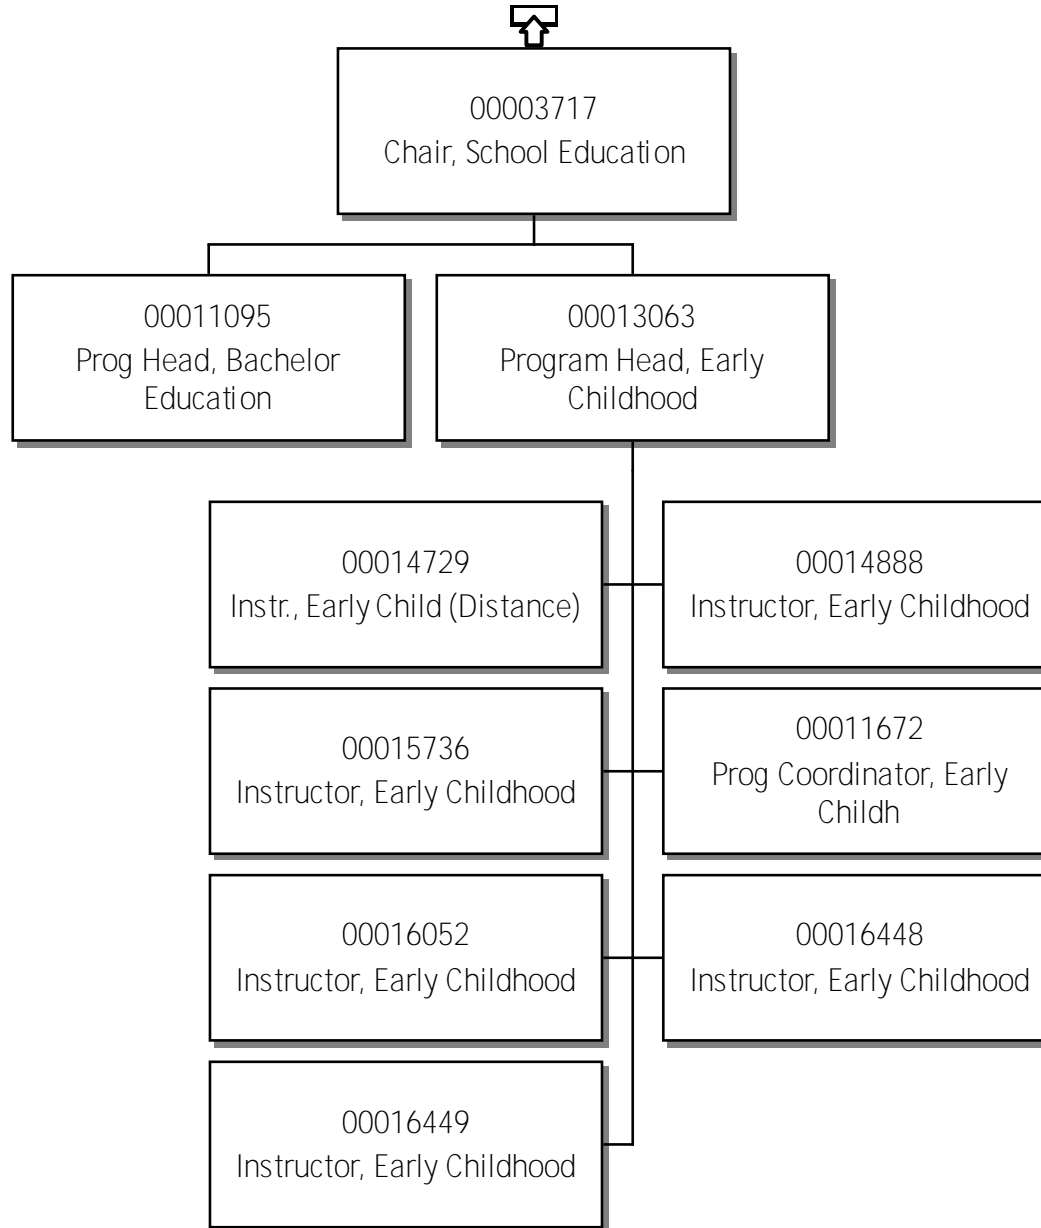 00003717
Chair, School Education
00011095
Prog Head, Bachelor
Education
00013063
Program Head, Early
Childhood
00014729
Instr., Early Child (Distance)
00014888
Instructor, Early Childhood
00015736
Instructor, Early Childhood
00011672
Prog Coordinator, Early
Childh
00016052
Instructor, Early Childhood
00016448
Instructor, Early Childhood
00016449
Instructor, Early Childhood